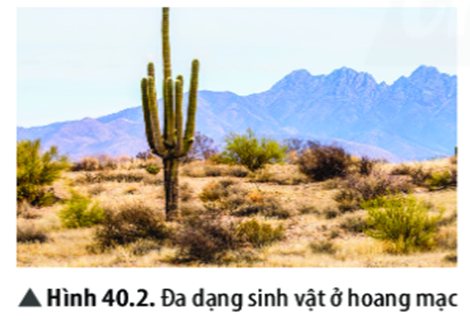 ▲ Hình 40.2. Đa dạng sinh vật ở hoang mạc